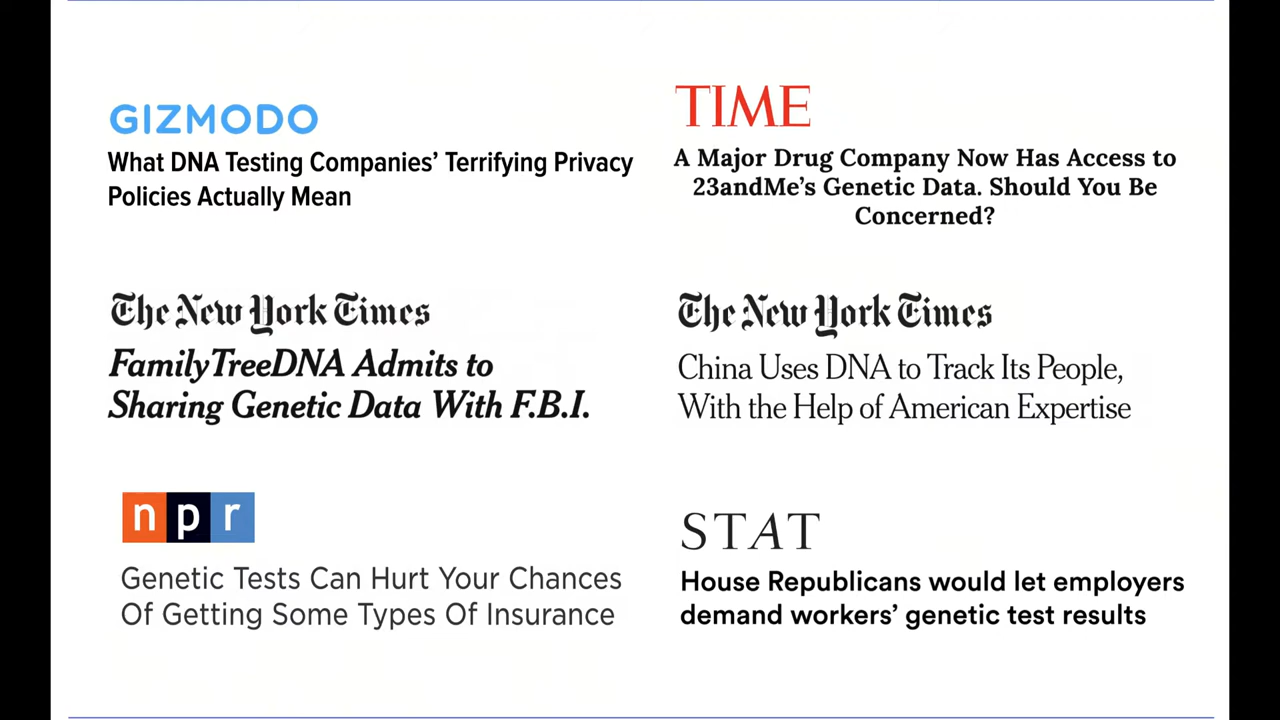 GIZMODO
What DNA Testing Companies’ Terrifying Privacy
Policies Actually Mean
TIME
A Major Drug Company Now Has Access to
23andMe’s Genetic Data. Should You Be
Concerned?
The New York Times
FamilyTreeDNA Admits to
Sharing Genetic Data With F.B.I.
The New York Times
China Uses DNA to Track Its People,
With the Help of American Expertise
npr
Genetic Tests Can Hurt Your Chances
Of Getting Some Types Of Insurance
STAT
House Republicans would let employers
demand workers’ genetic test results